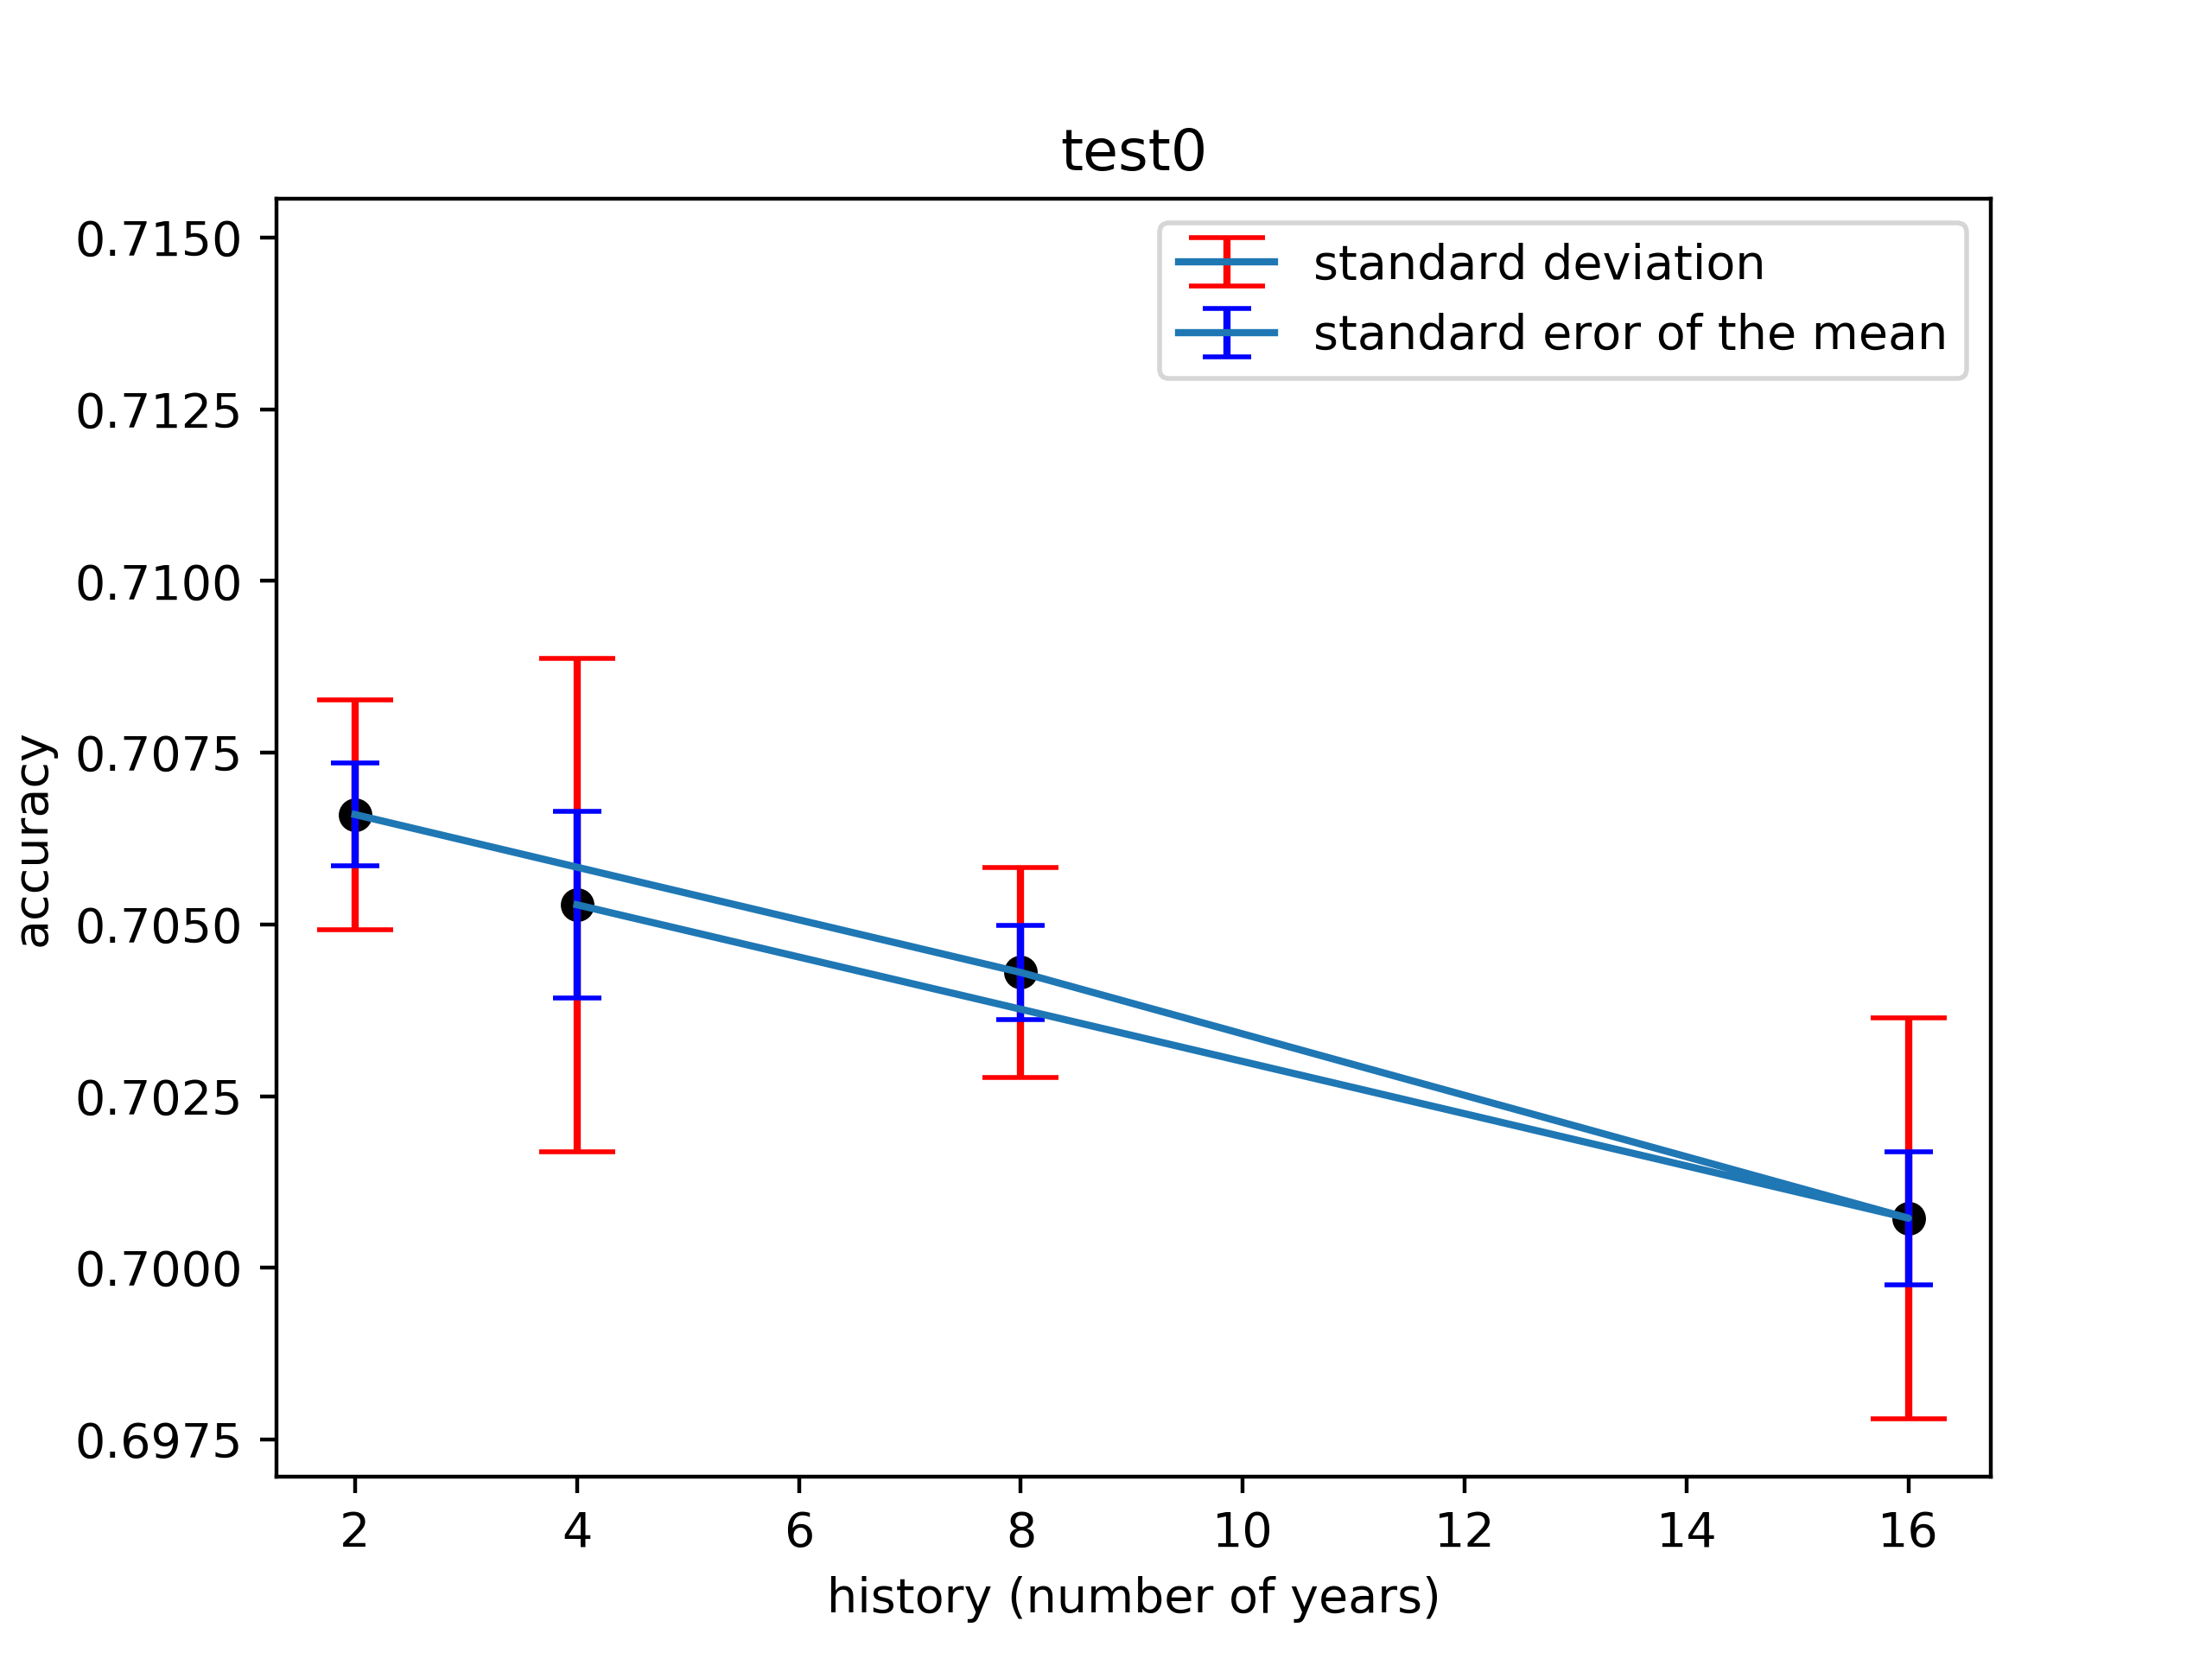 test0
0.7150
0.7125
0.7100
0.7075
0.7050
0.7025
0.7000
0.6975
accuracy
standard deviation
standard eror of the mean
2 4 6 8 10 12 14 16
history (number of years)